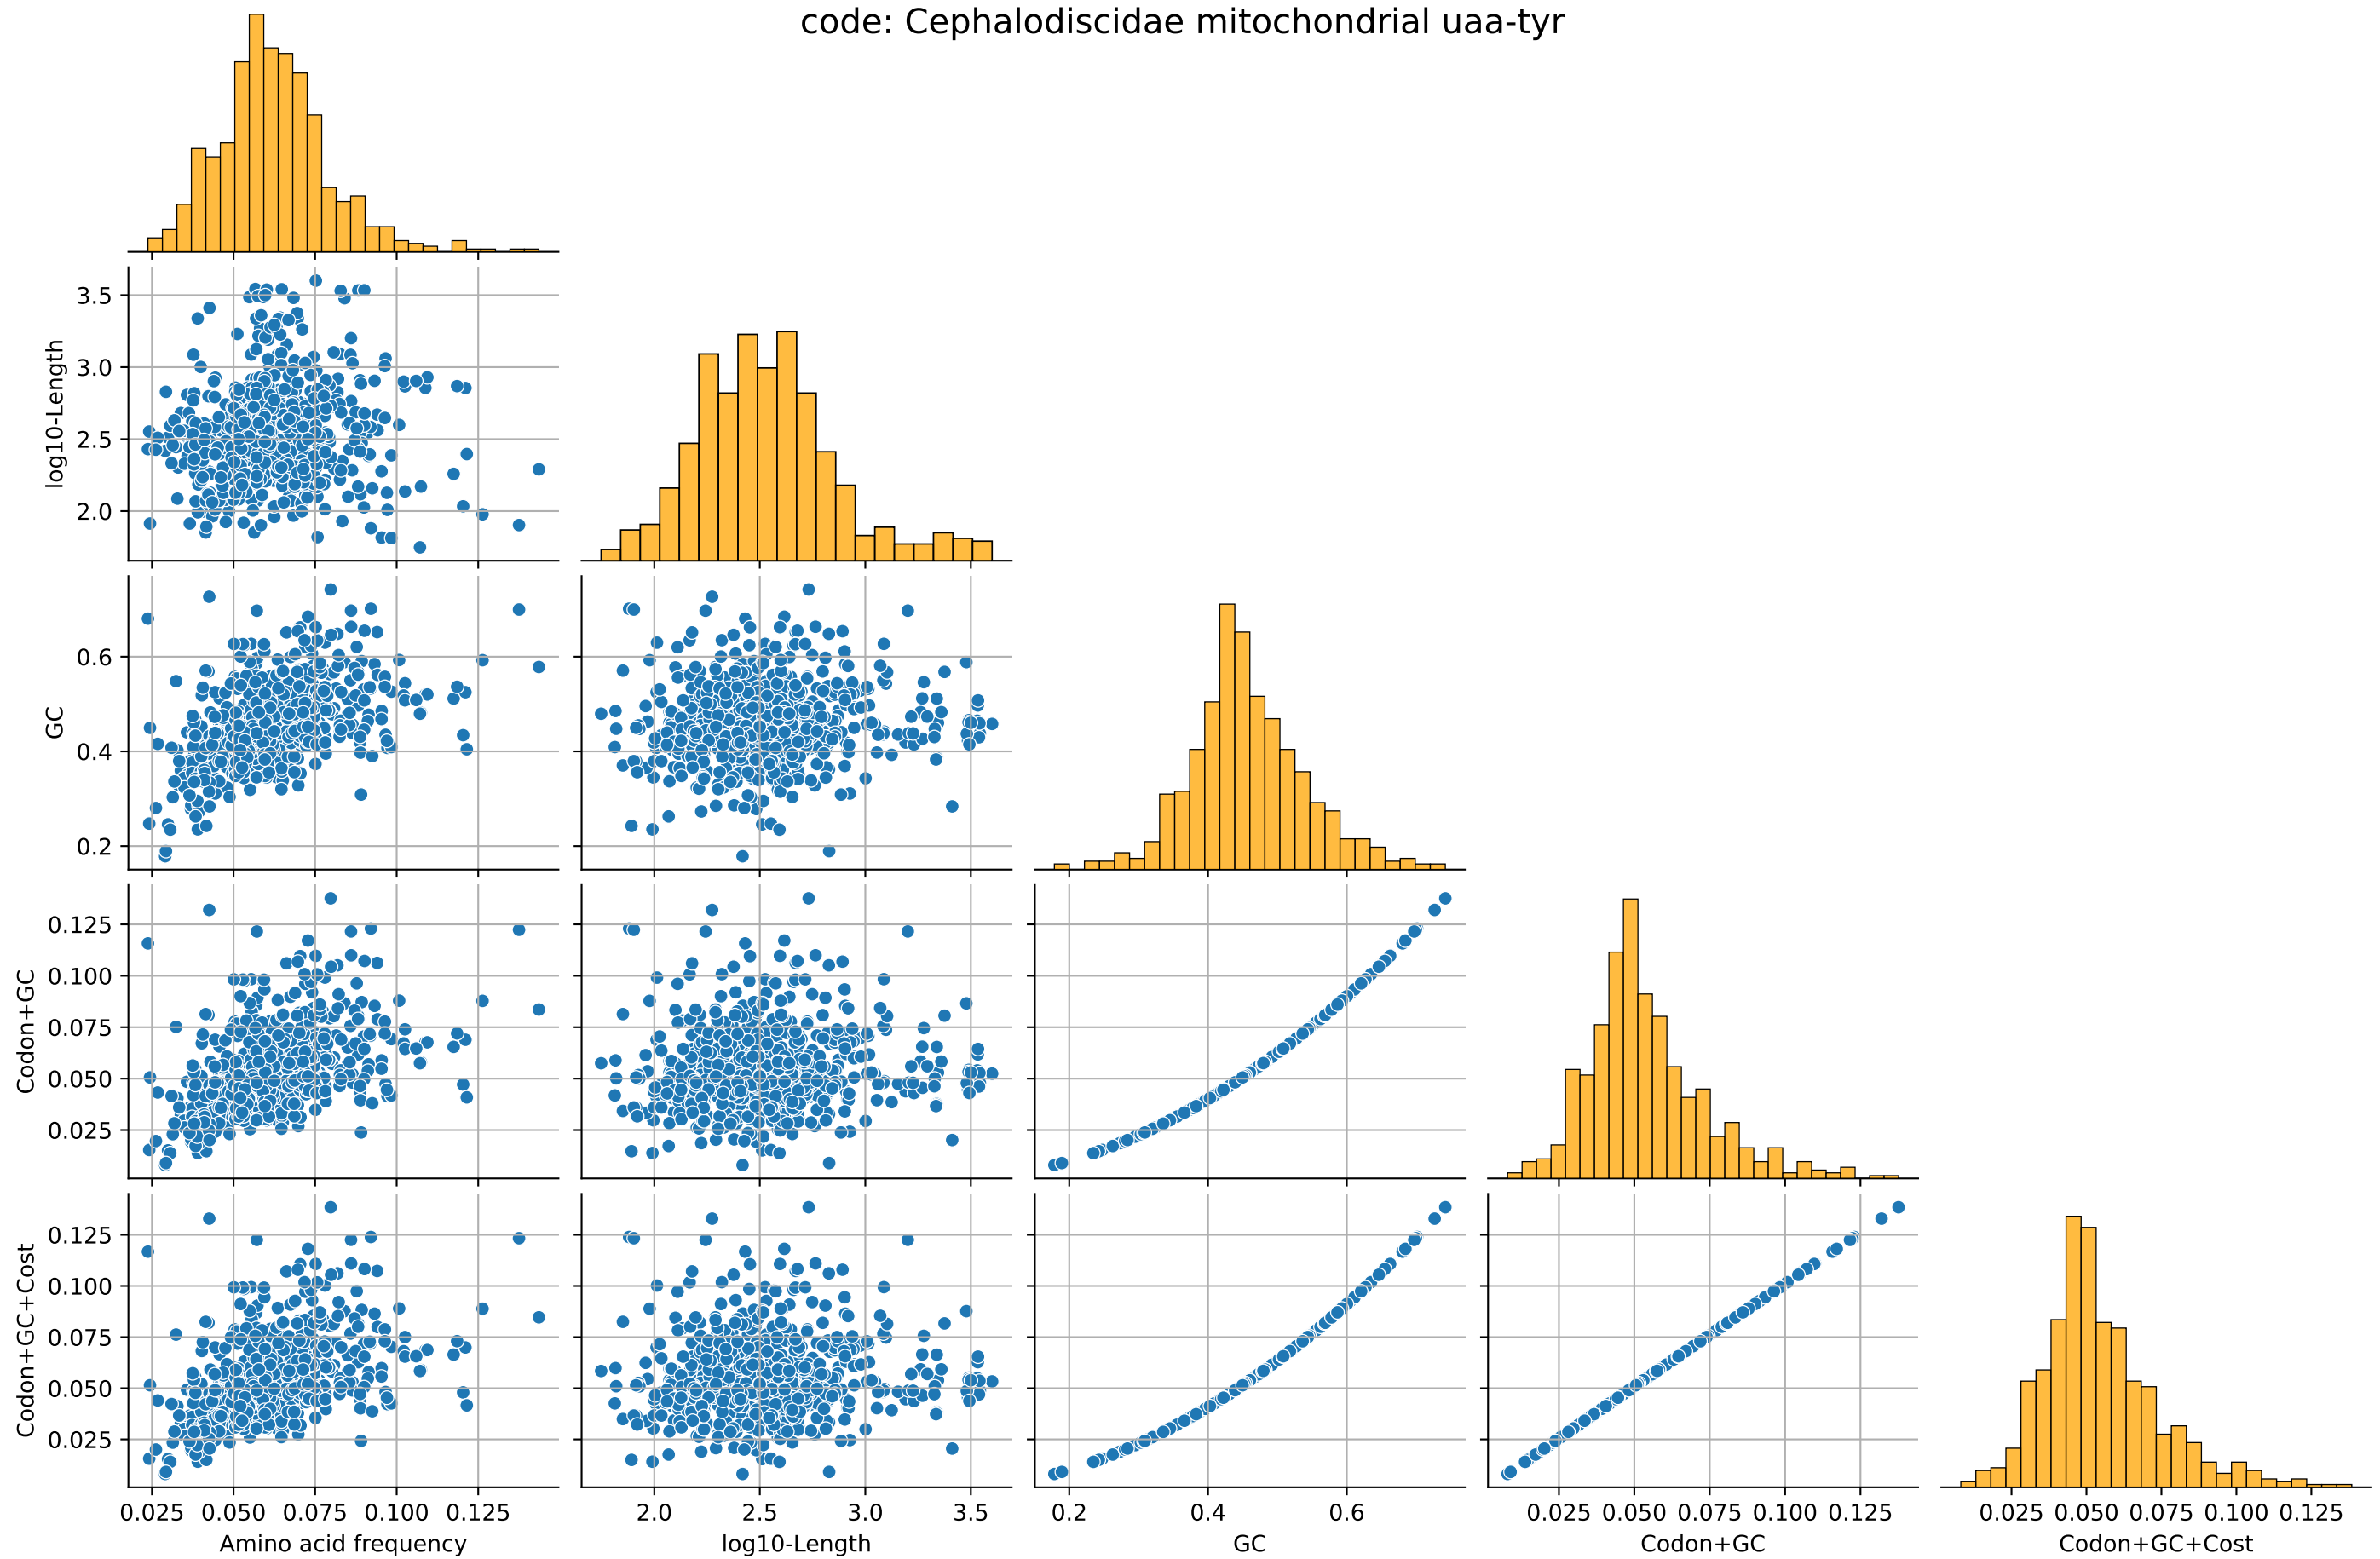 code: Cephalodiscidae mitochondrial uaa-tyr
3.5
3.0
2.5
2.0
log10-Length
0.6
0.4
0.2
GC
0.125
0.100
0.075
0.050
0.025
Codon+GC
0.125
0.100
0.075
0.050
0.025
Codon+GC+Cost
0.025 0.050 0.075 0.100 0.125
2.0 2.5 3.0 3.5
0.2 0.4 0.6
0.025 0.050 0.075 0.100 0.125
0.025 0.050 0.075 0.100 0.125
Amino acid frequency
log10-Length
GC
Codon+GC
Codon+GC+Cost